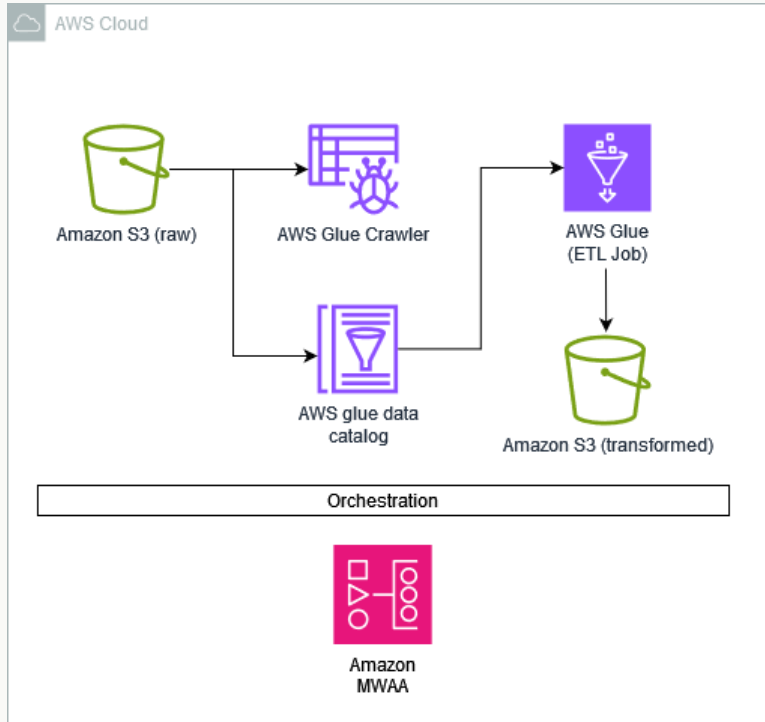 AWS Cloud
Amazon S3 (raw)
AWS Glue Crawler
AWS Glue
(ETL Job)
AWS glue data
catalog
Amazon S3 (transformed)
Orchestration
Amazon
MWAA